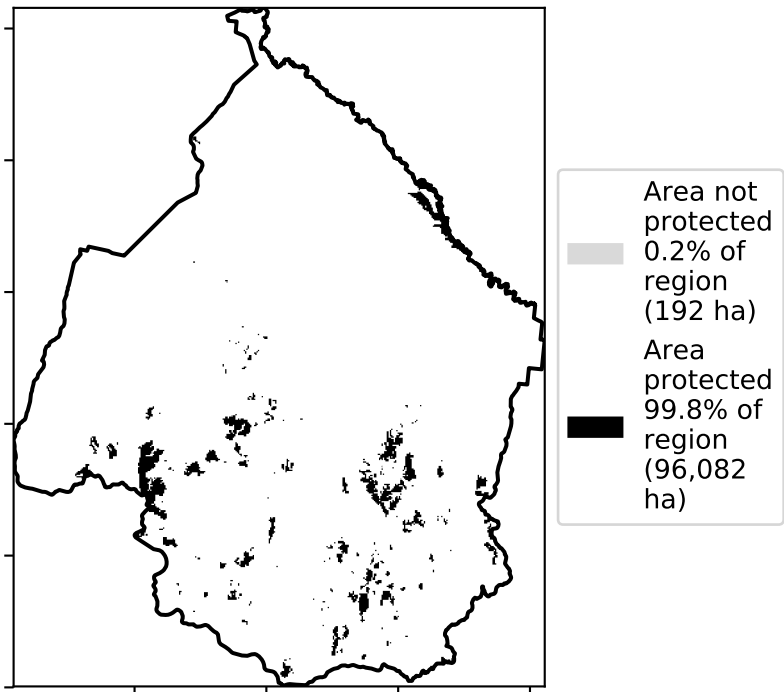 Area not
protected
0.2% of
region
(192 ha)
Area
protected
99.8% of
region
(96,082
ha)